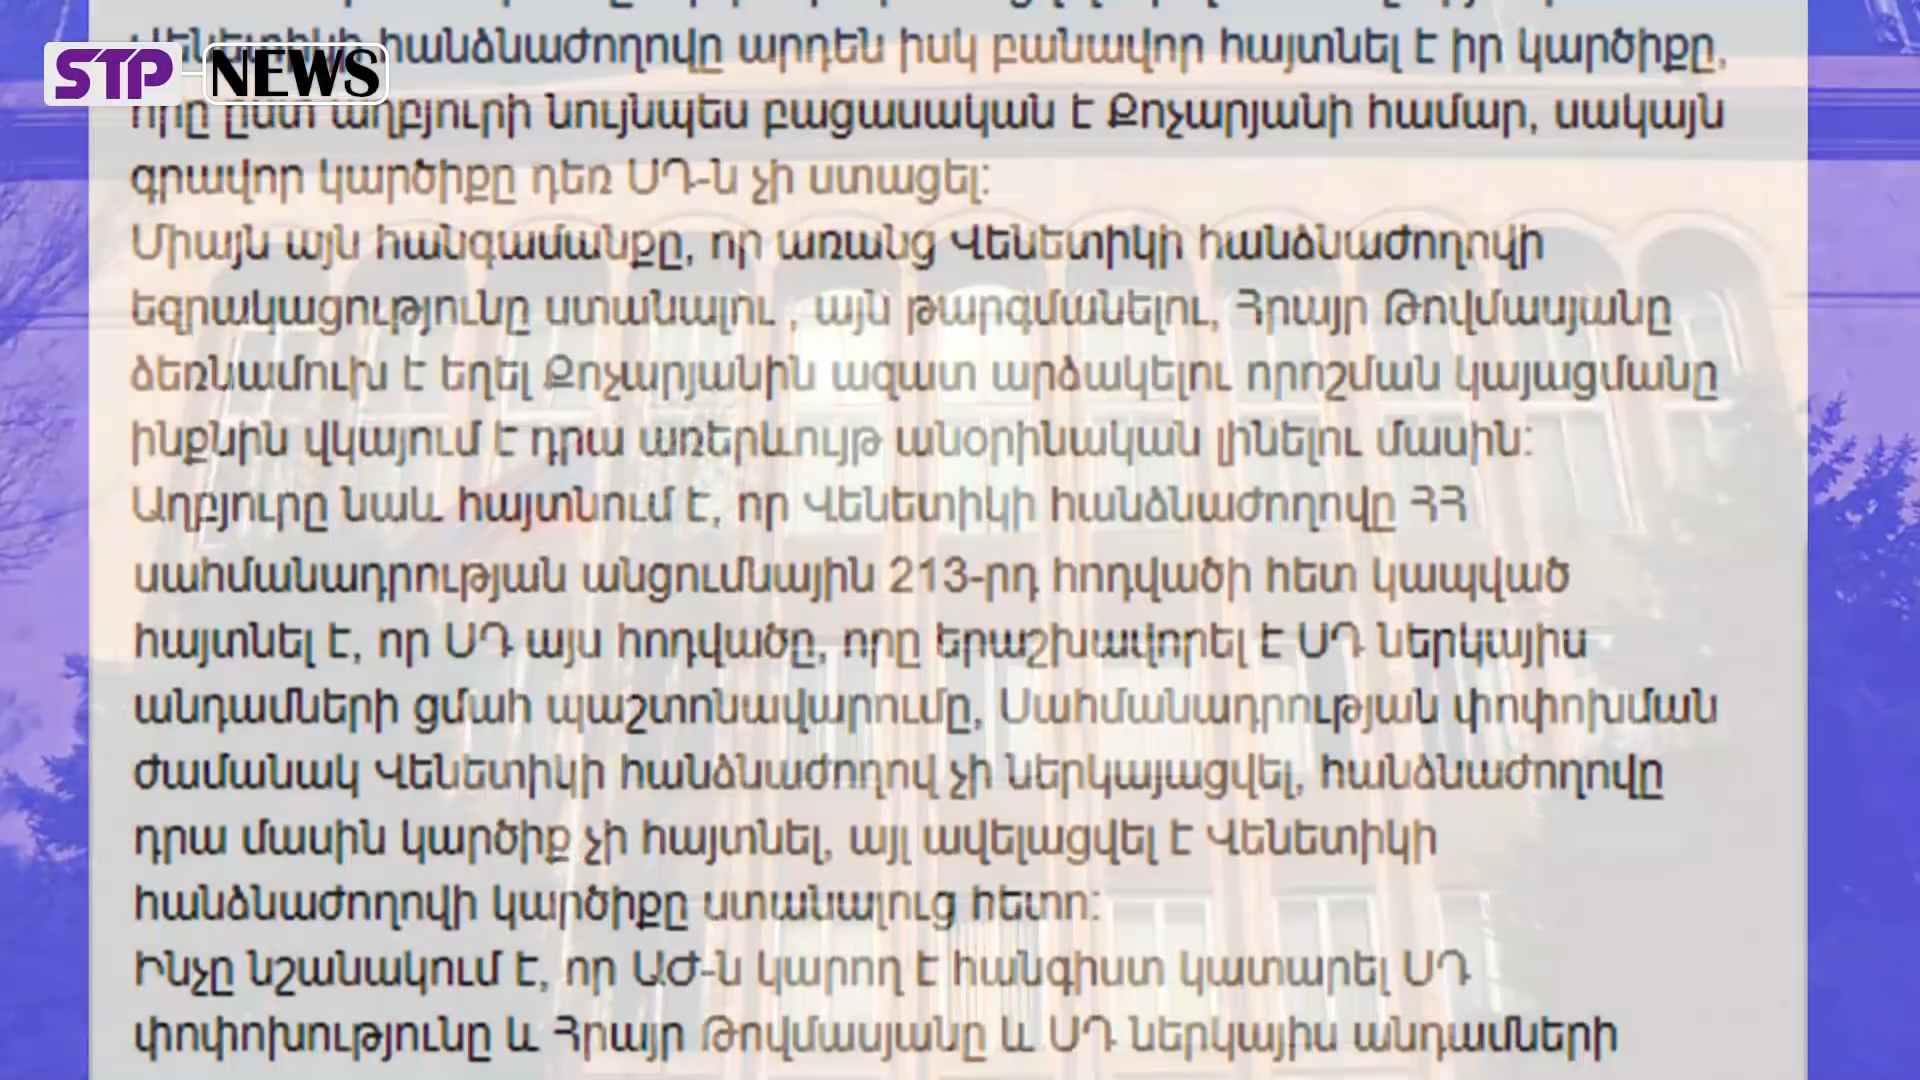 STP NEWS
հանձնաժողովը արդեն իսկ բանավոր հայտնել է իր կարծիքը,
որը ըստ աղբյուրի նույնպես բացասական է Քոչարյանի համար, սակայն
գրավոր կարծիքը դեռ ՍԴ-ն չի ստացել:
Միայն այն հանգամանքը, որ առանց Վենետիկի հանձնաժողովի
եզրակացությունը ստանալու , այն թարգմանելու, Հրայր Թովմասյանը
ձեռնամուխ է եղել Քոչարյանին ազատ արձակելու որոշման կայացմանը
ինքնին վկայում է դրա առերևույթ անօրինական լինելու մասին:
Աղբյուրը նաև հայտնում է, որ Վենետիկի հանձնաժողովը ՀՀ
սահմանադրության անցումնային 213-րդ հոդվածի հետ կապված
հայտնել է, որ ՍԴ այս հոդվածը, որը երաշխավորել է ՍԴ ներկայիս
անդամների ցմահ պաշտոնավարումը, Սահմանադրության փոփոխման
ժամանակ Վենետիկի հանձնաժողով չի ներկայացվել, հանձնաժողովը
դրա մասին կարծիք չի հայտնել, այլ ավելացվել է Վենետիկի
հանձնաժողովի կարծիքը ստանալուց հետո:
Ինչը նշանակում է, որ ԱԺ-ն կարող է հանգիստ կատարել ՍԴ
փոփոխությունը և Հրայր Թովմասյանը և ՍԴ ներկայիս անդամների